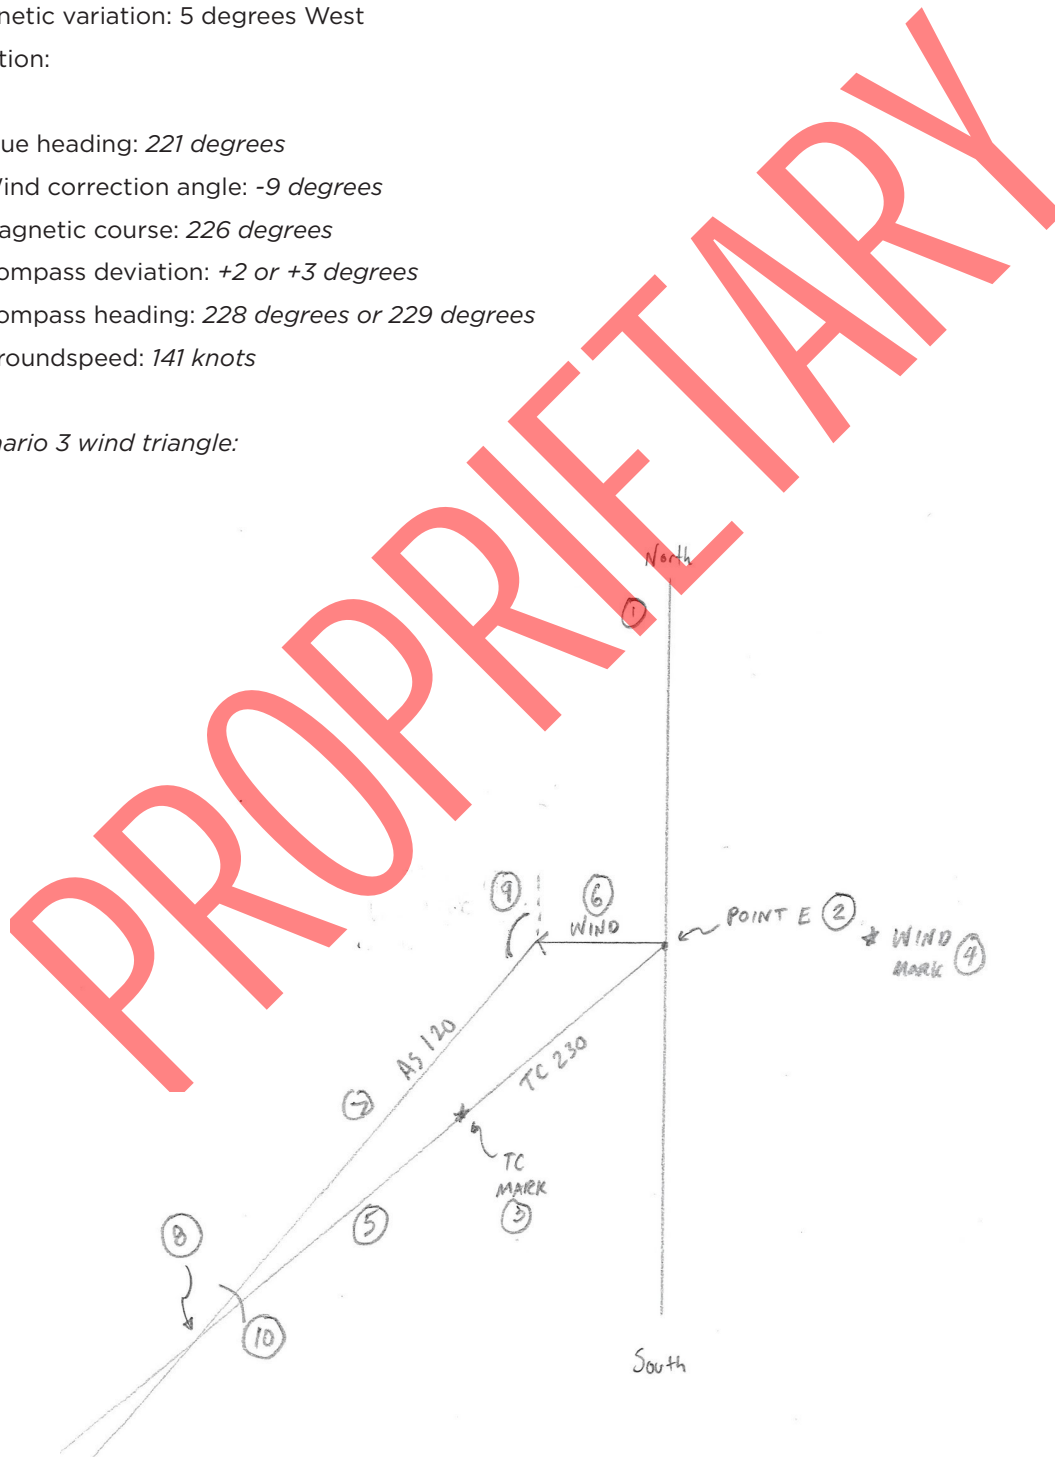 netic variation: 5 degrees West
tion:
ue heading: 221 degrees
Vind correction angle: -9 degrees
agnetic course: 226 degrees
ompass deviation: +2 or +3 degrees
ompass heading: 228 degrees or 229 degrees
roundspeed: 141 knots
nario 3 wind triangle:
PROPRIETARY
North
1
9
6
WIND
POINT E 2
* WIND
MARK 4
AS 120
TC 230
7
TC
MARK
3
5
8
10
South